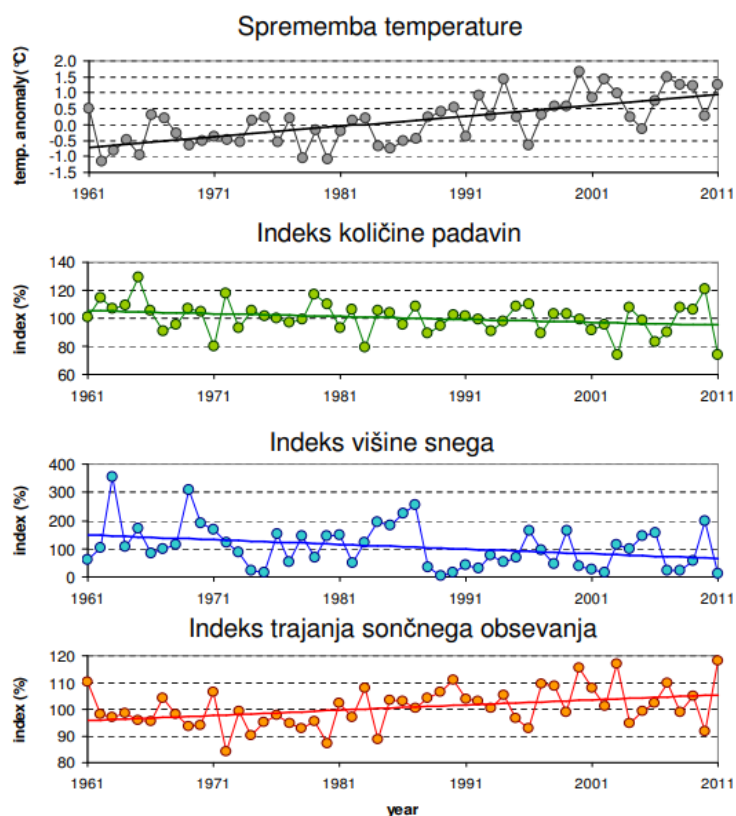 Sprememba temperature
temp. anomaly(°C)
2.0
1.5
1.0
0.5
0.0
-0.5
-1.0
-1.5
1961 1971 1981 1991 2001 2011
Indeks količine padavin
index (%)
140
120
100
80
60
1961 1971 1981 1991 2001 2011
Indeks višine snega
index (%)
400
300
200
100
0
1961 1971 1981 1991 2001 2011
Indeks trajanja sončnega obsevanja
index (%)
120
110
100
90
80
1961 1971 1981 1991 2001 2011
year